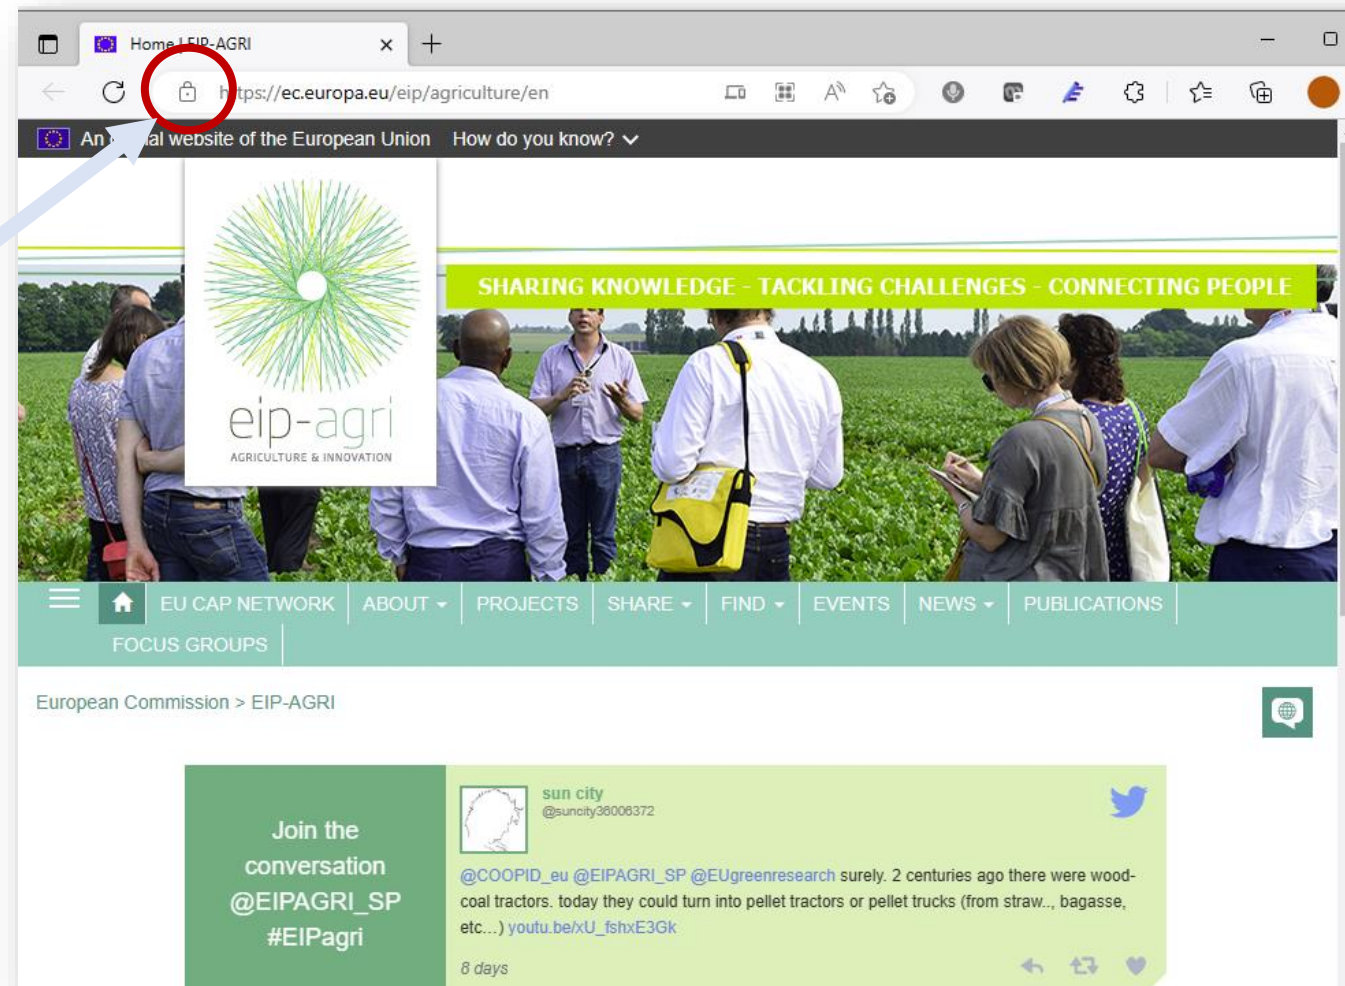 Home | EIP-AGRI
https://ec.europa.eu/eip/agriculture/en
An official website of the European Union How do you know?
SHARING KNOWLEDGE - TACKLING CHALLENGES - CONNECTING PEOPLE
eip-agri
AGRICULTURE & INNOVATION
EU CAP NETWORK ABOUT PROJECTS SHARE FIND EVENTS NEWS PUBLICATIONS
FOCUS GROUPS
European Commission > EIP-AGRI
Join the
conversation
@EIPAGRI_SP
#EIPagri
sun city
@suncity36006372
@COOPID_eu @EIPAGRI_SP @EUgreenresearch surely. 2 centuries ago there were wood-
coal tractors. today they could turn into pellet tractors or pellet trucks (from straw.., bagasse,
etc...) youtu.be/xU_fshxE3Gk
8 days